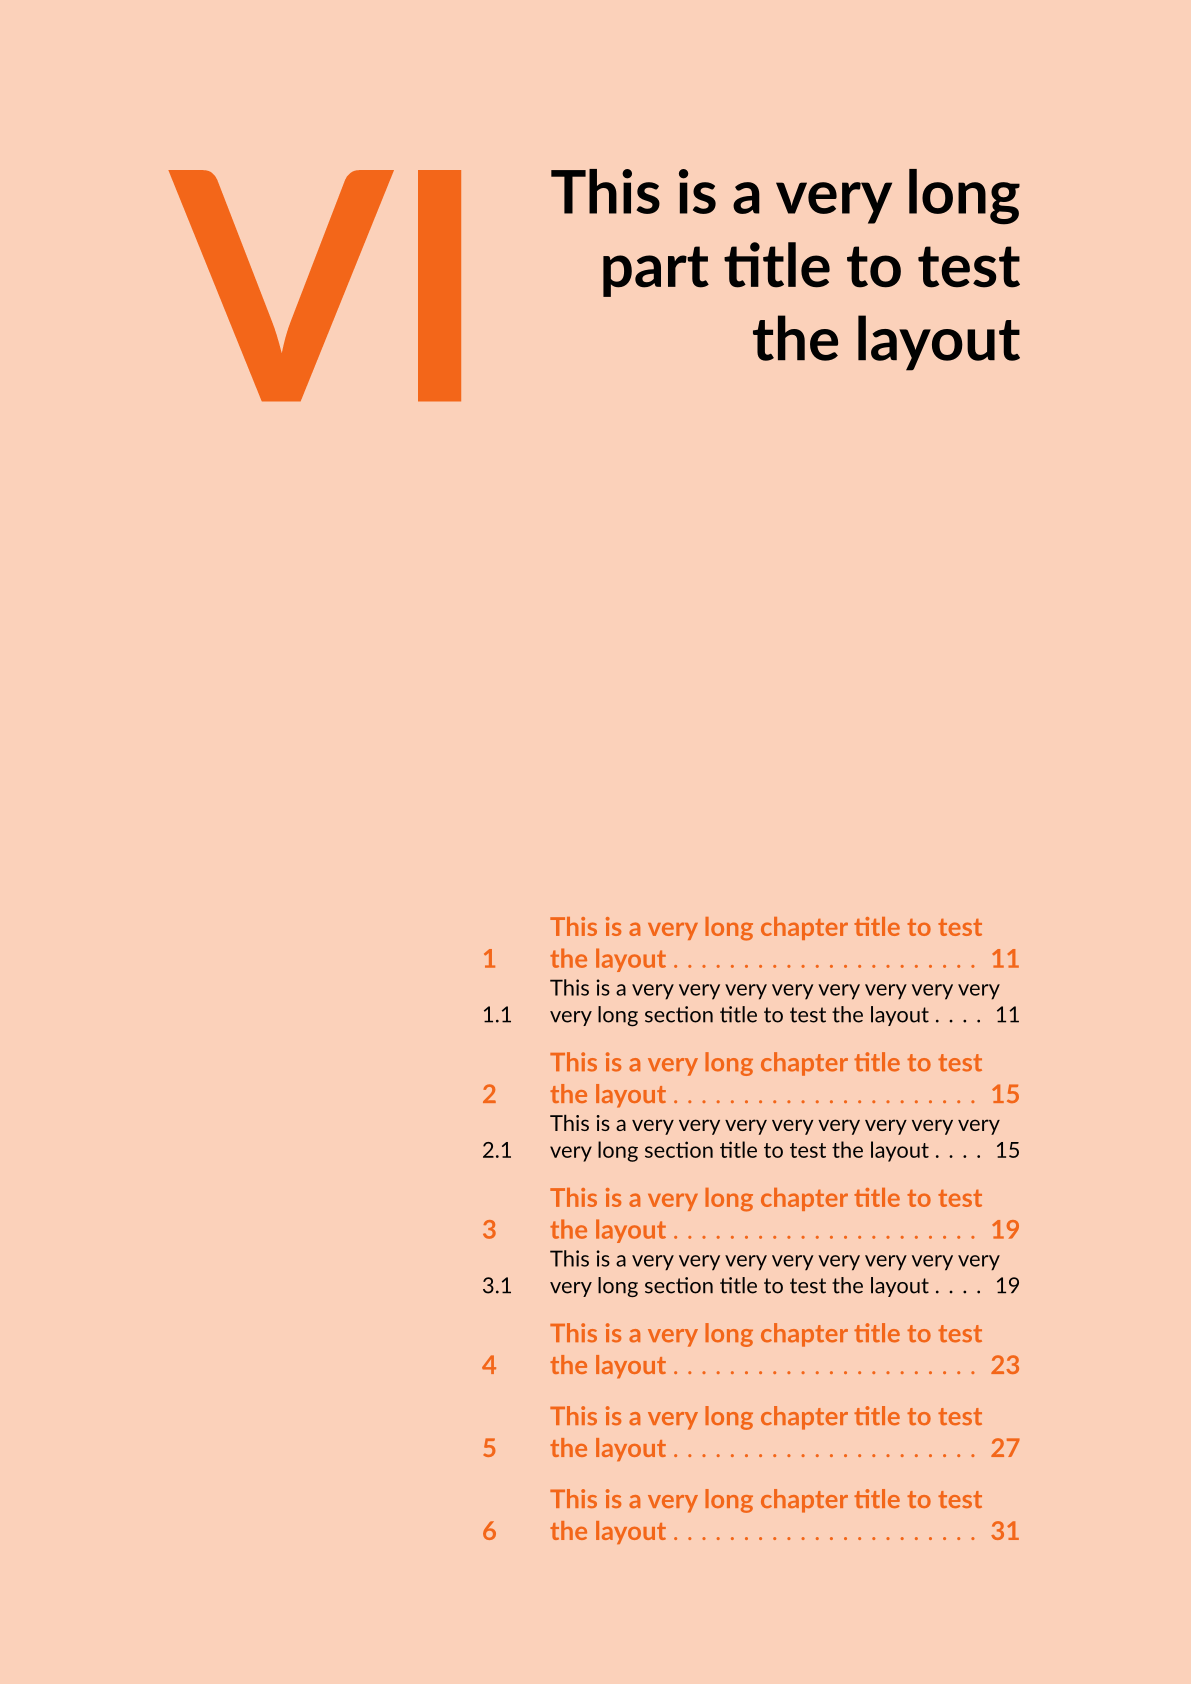 VI
This is a very long
part title to test
the layout
This is a very long chapter title to test
1 the layout . . . . . . . . . . . . . . . . . . . . . . 11
This is a very very very very very very very very
1.1 very long section title to test the layout . . . . 11
This is a very long chapter title to test
2 the layout . . . . . . . . . . . . . . . . . . . . . . 15
This is a very very very very very very very very
2.1 very long section title to test the layout . . . . 15
This is a very long chapter title to test
3 the layout . . . . . . . . . . . . . . . . . . . . . . 19
This is a very very very very very very very very
3.1 very long section title to test the layout . . . . 19
This is a very long chapter title to test
4 the layout . . . . . . . . . . . . . . . . . . . . . . 23
This is a very long chapter title to test
5 the layout . . . . . . . . . . . . . . . . . . . . . . 27
This is a very long chapter title to test
6 the layout . . . . . . . . . . . . . . . . . . . . . . 31